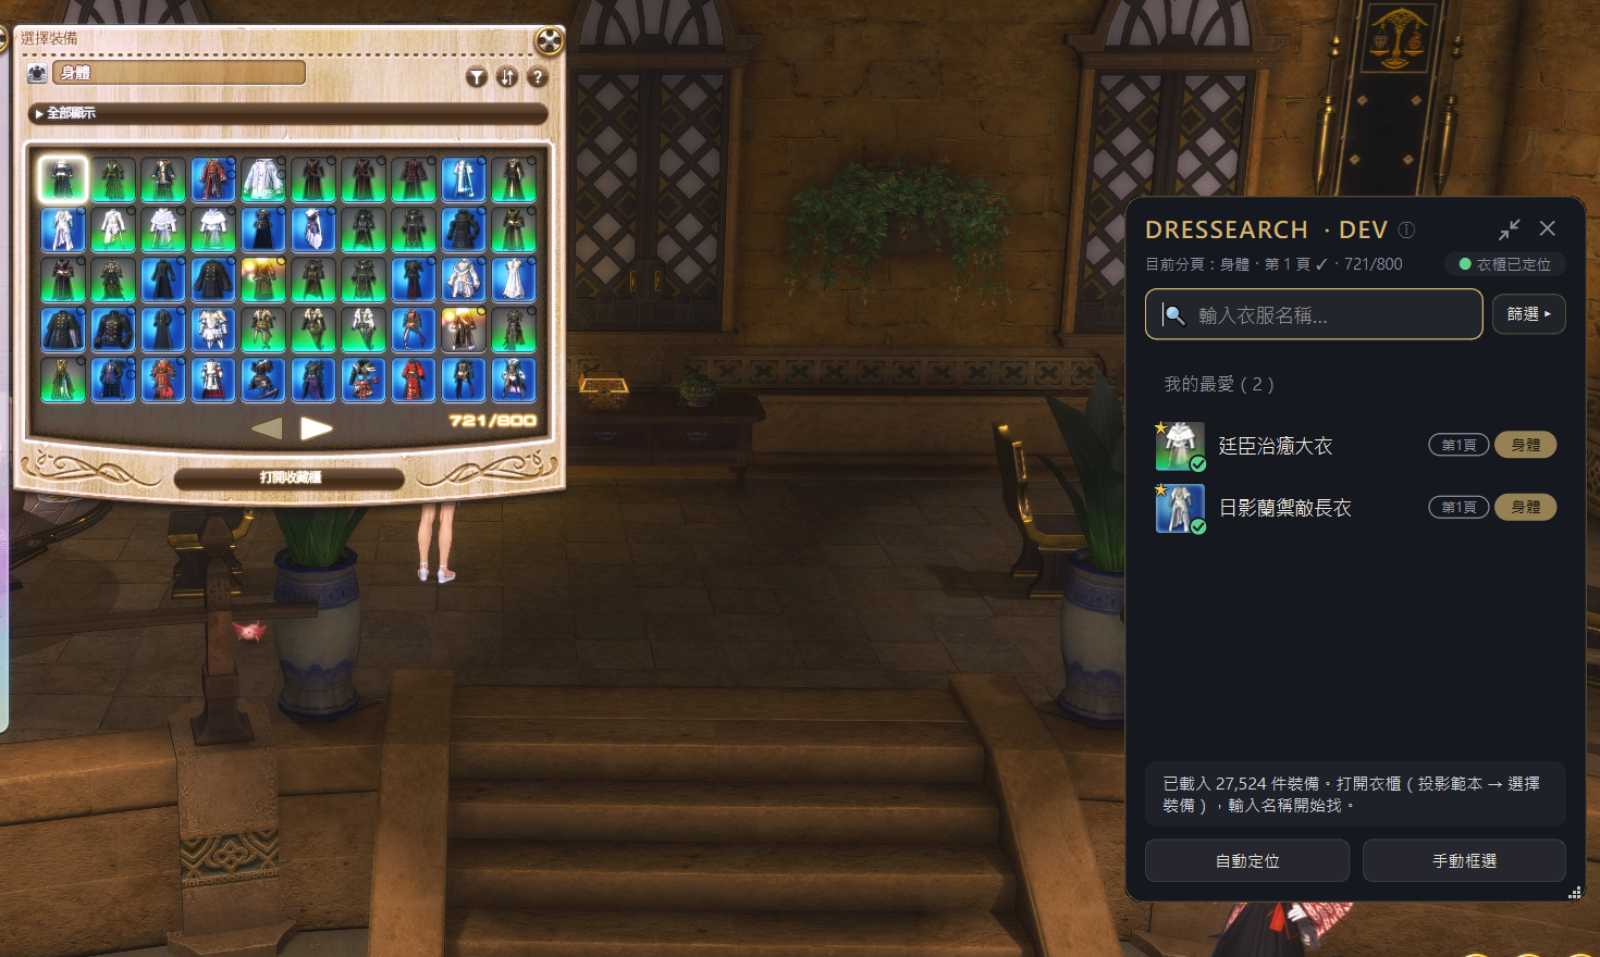 選擇裝備
身體
?
全部顯示
721/800
打開收藏櫃
DRESSEARCH · DEV ⓘ
目前分頁：身體 · 第 1 頁 ✓ · 721/800
衣櫃已定位
輸入衣服名稱...
篩選 ▸
我的最愛 ( 2 )
廷臣治癒大衣 第1頁 身體
日影蘭禦敵長衣 第1頁 身體
已載入 27,524 件裝備。打開衣櫃 ( 投影範本 → 選擇
裝備 ) ，輸入名稱開始找。
自動定位
手動框選